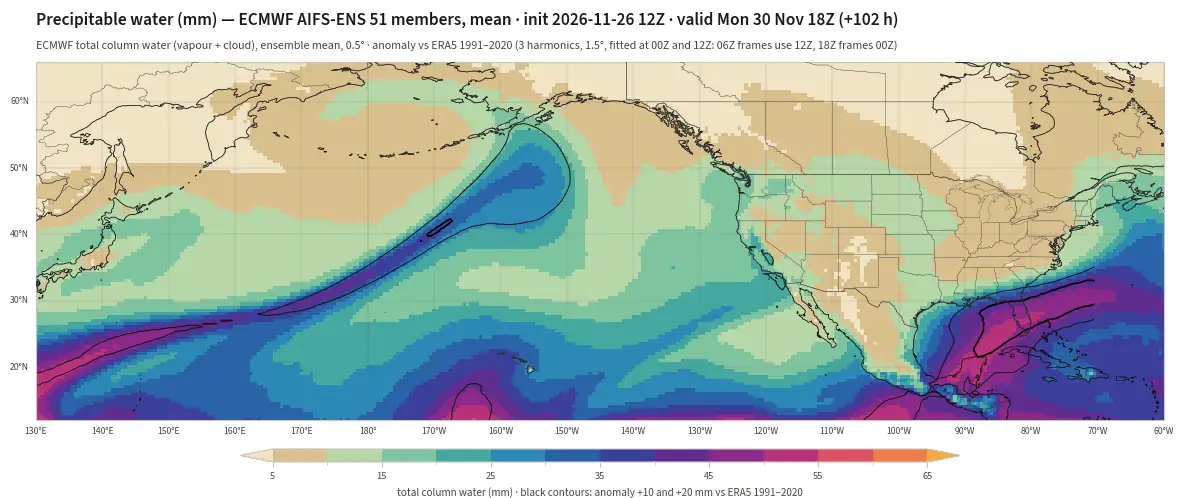 Precipitable water (mm) — ECMWF AIFS-ENS 51 members, mean · init 2026-11-26 12Z · valid Mon 30 Nov 18Z (+102 h)
ECMWF total column water (vapour + cloud), ensemble mean, 0.5° · anomaly vs ERA5 1991–2020 (3 harmonics, 1.5°, fitted at 00Z and 12Z: 06Z frames use 12Z, 18Z frames 00Z)
60°N
50°N
40°N
30°N
20°N
130°E 140°E 150°E 160°E 170°E 180° 170°W 160°W 150°W 140°W 130°W 120°W 110°W 100°W 90°W 80°W 70°W 60°W
5 15 25 35 45 55 65
total column water (mm) · black contours: anomaly +10 and +20 mm vs ERA5 1991–2020